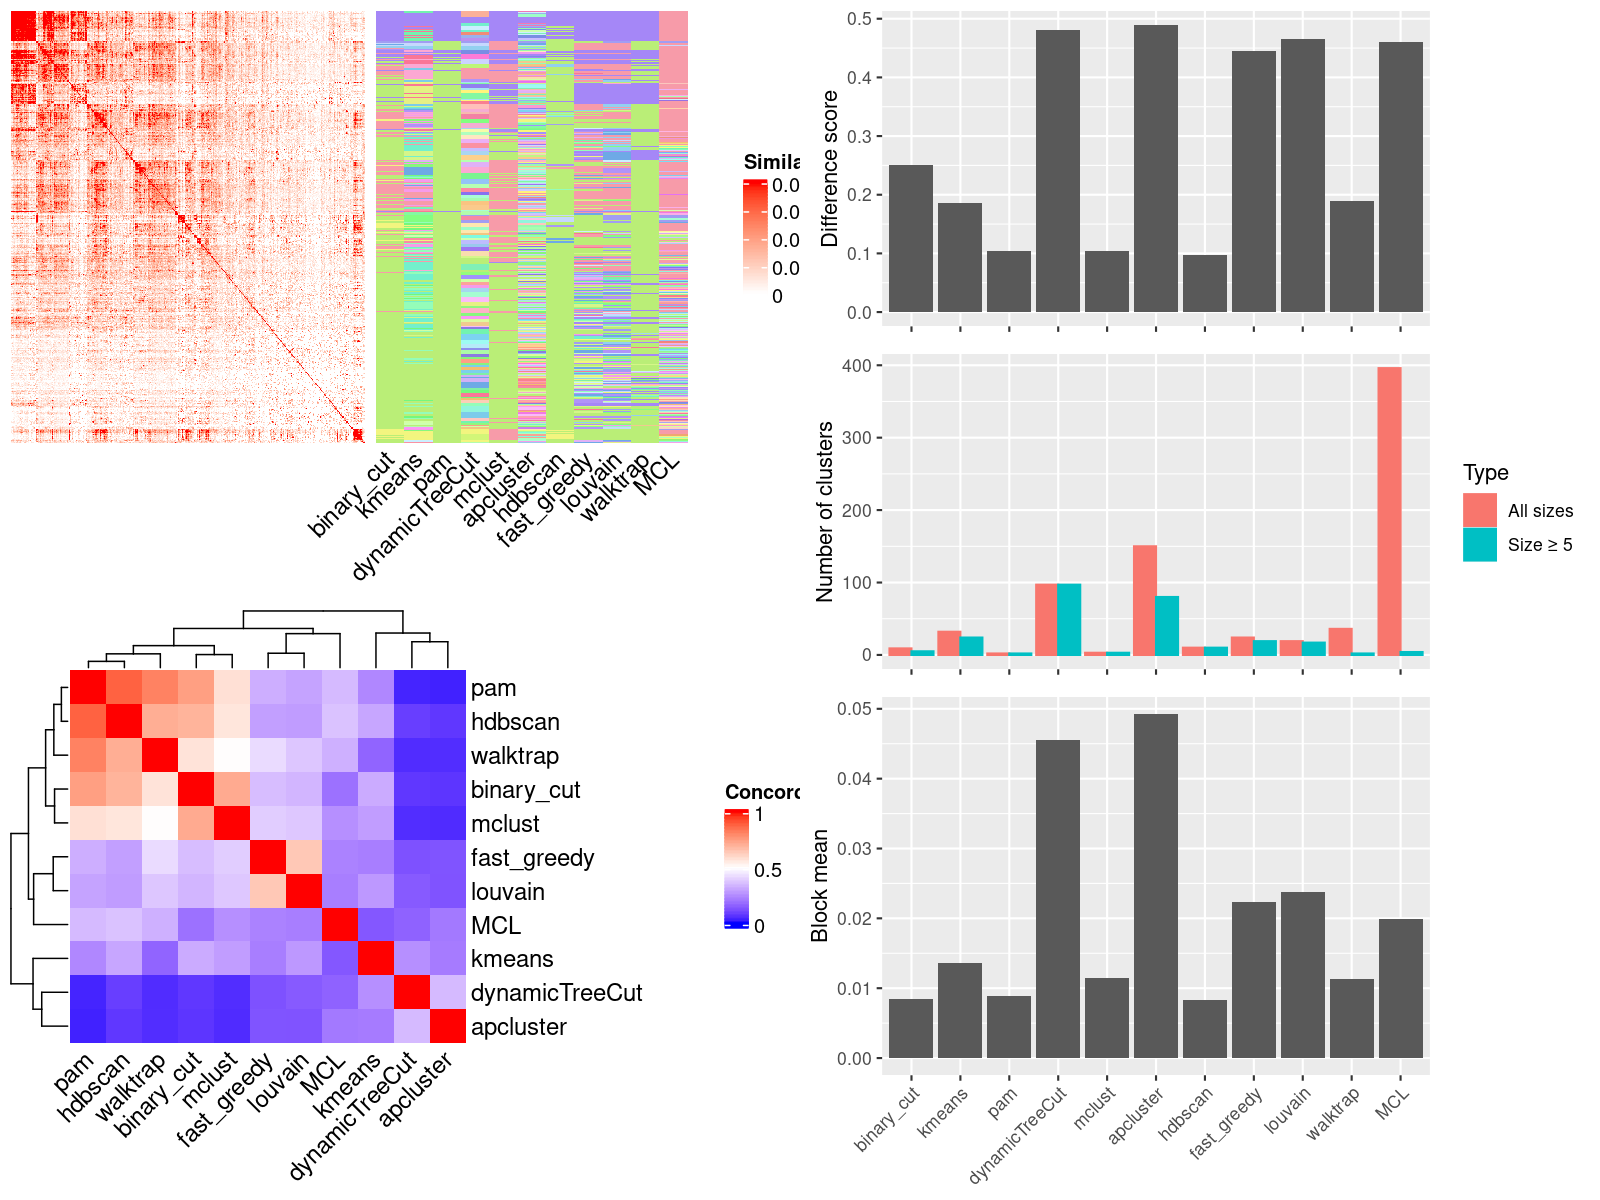 Simila
0.0
0.0
0.0
0.0
0
binary_cut
kmeans
pam
dynamicTreeCut
mclust
apcluster
hdbscan
fast_greedy
louvain
walktrap
MCL
pam
hdbscan
walktrap
binary_cut
mclust
fast_greedy
louvain
MCL
kmeans
dynamicTreeCut
apcluster
pam
hdbscan
walktrap
binary_cut
mclust
fast_greedy
louvain
MCL
kmeans
dynamicTreeCut
apcluster
Concord
1
0.5
0
Difference score
0.5
0.4
0.3
0.2
0.1
0.0
Number of clusters
400
300
200
100
0
Type
All sizes
Size ≥ 5
Block mean
0.05
0.04
0.03
0.02
0.01
0.00
binary_cut
kmeans
pam
dynamicTreeCut
mclust
apcluster
hdbscan
fast_greedy
louvain
walktrap
MCL